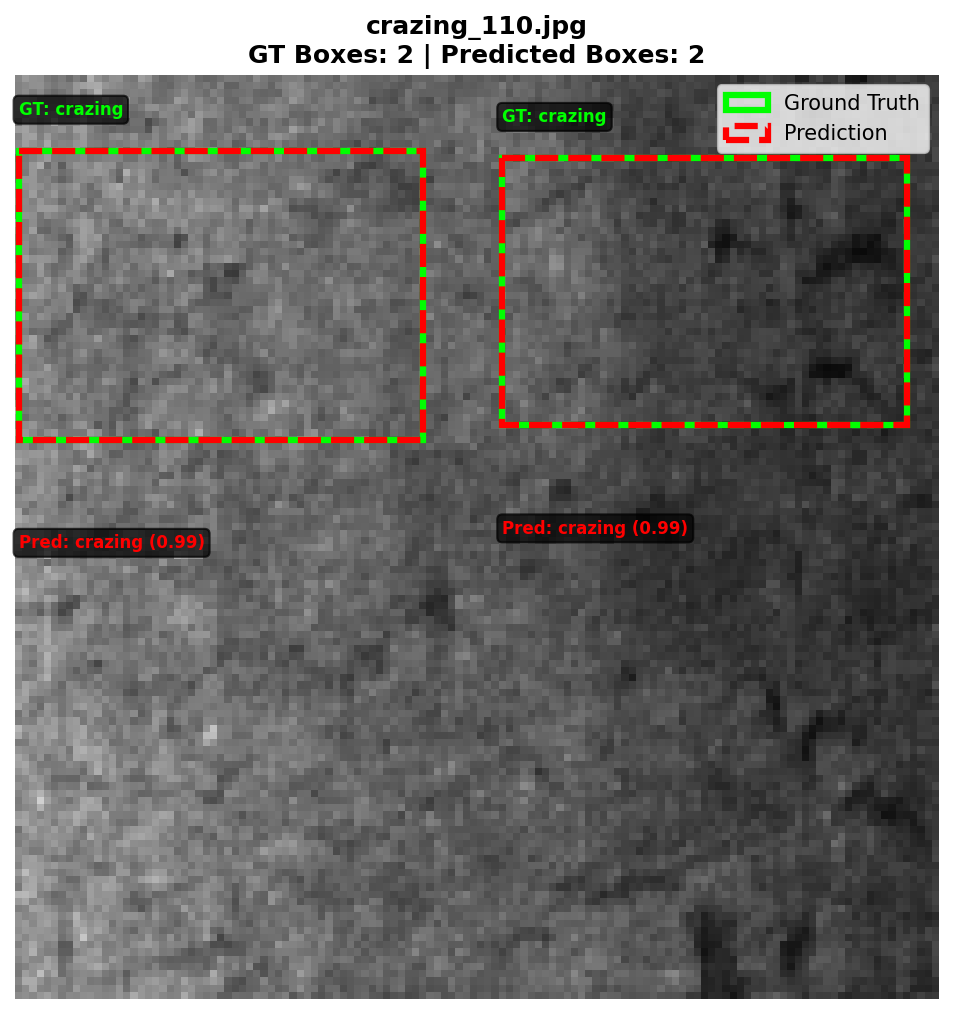 crazing_110.jpg
GT Boxes: 2 | Predicted Boxes: 2
GT: crazing
GT: crazing
Ground Truth
Prediction
Pred: crazing (0.99)
Pred: crazing (0.99)